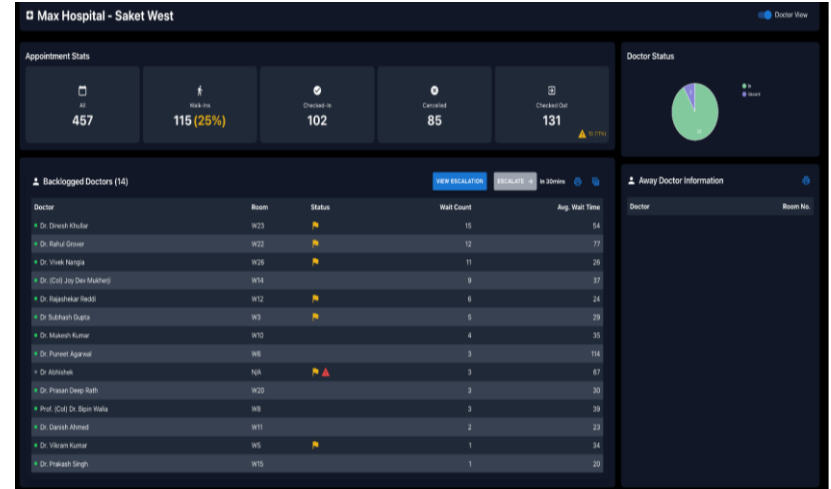 Max Hospital - Saket West
Doctor View
Appointment Stats
All
457
Walk-Ins
115 (25%)
Checked-In
102
Cancelled
85
Checked Out
131
Doctor Status
In
Backlogged Doctors (14)
VIEW ESCALATION
ESCALATE
in 30mins
Doctor Room Status Wait Count Avg. Wait Time
Dr. Dinesh Khullar W23 15 54
Dr. Rahul Grover W22 12 77
Dr. Vivek Nangia W26 11 26
Dr. (Col) Joy Dev Mukherji W14 9 37
Dr. Rajashekar Reddi W12 6 24
Dr Subhash Gupta W3 5 29
Dr. Mukesh Kumar W10 4 35
Dr. Puneet Agarwal W6 3 114
Dr Abhishek N/A 3 67
Dr. Prasan Deep Rath W20 3 30
Prof. (Col) Dr. Bipin Walia W8 3 39
Dr. Danish Ahmed W11 2 23
Dr. Vikram Kumar W5 1 34
Dr. Prakash Singh W15 1 20
Away Doctor Information
Doctor Room No.